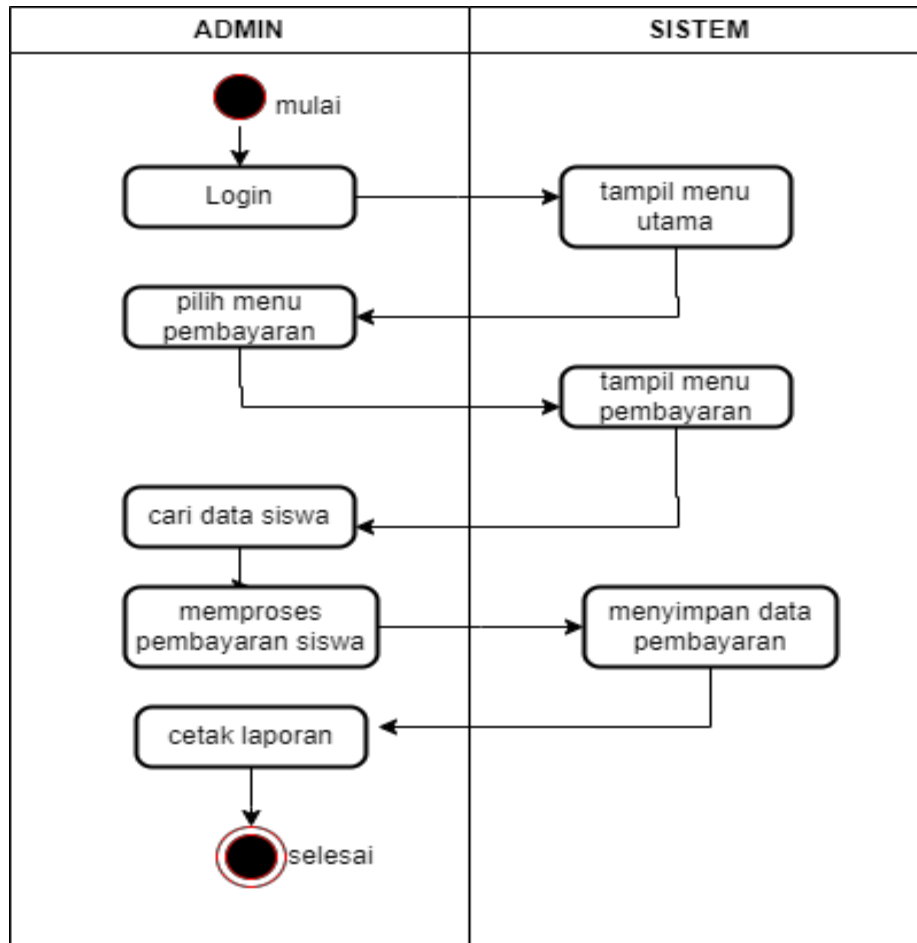 ADMIN
SISTEM
mulai
Login
tampil menu
utama
pilih menu
pembayaran
tampil menu
pembayaran
cari data siswa
memproses
pembayaran siswa
menyimpan data
pembayaran
cetak laporan
selesai